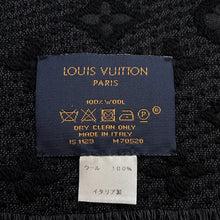 LOUIS VUITTON
PARIS
100% WOOL
DRY CLEAN ONLY
MADE IN ITALY
IS 1129 M70520
ウール 100%
イタリア製